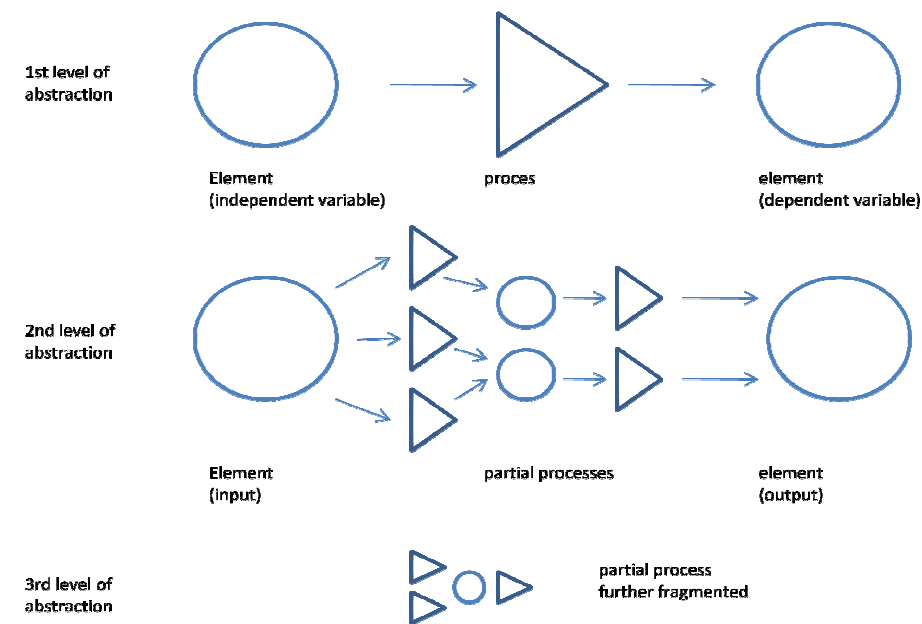 1st level of
abstraction
Element
(independent variable)
proces
element
(dependent variable)
2nd level of
abstraction
Element
(input)
partial processes
element
(output)
3rd level of
abstraction
partial process
further fragmented